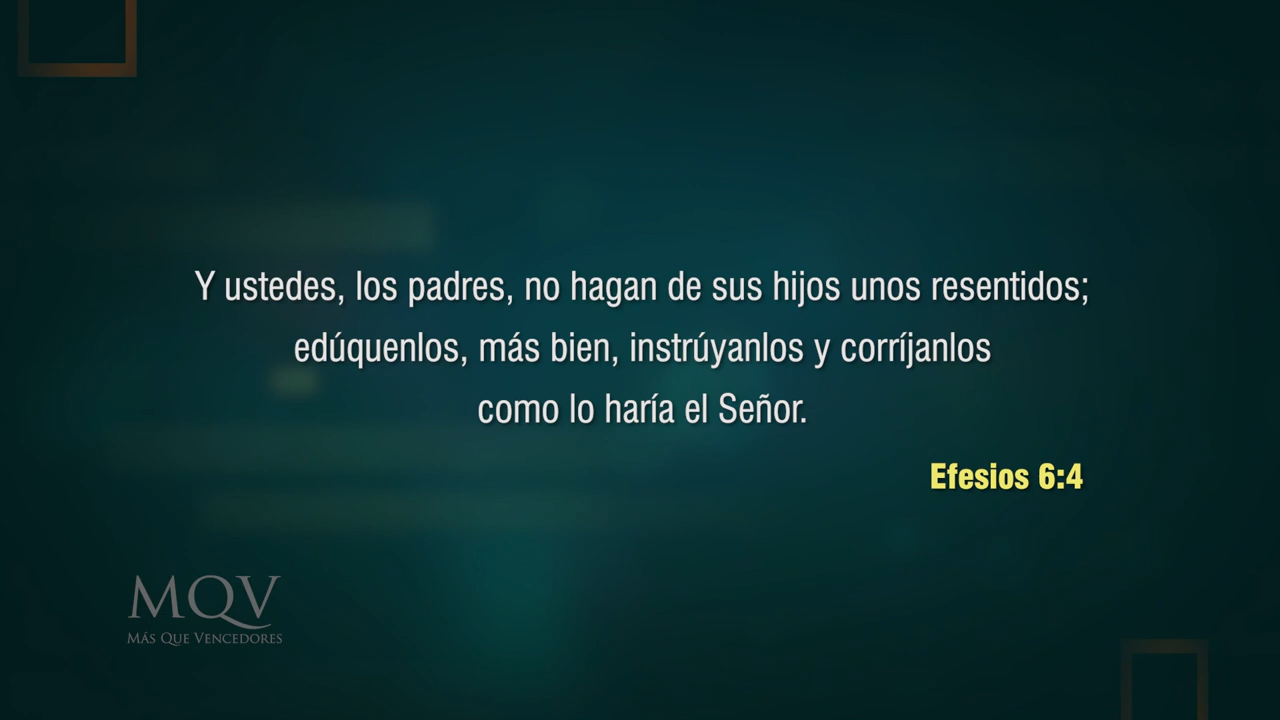 Y ustedes, los padres, no hagan de sus hijos unos resentidos;
edúquenlos, más bien, instrúyanlos y corríjanlos
como lo haría el Señor.
Efesios 6:4
MQV
MÁS QUE VENCEDORES